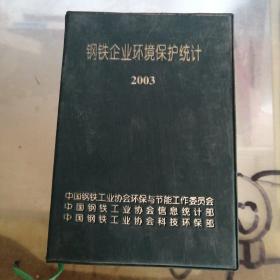 钢铁企业环境保护统计
2003
中国钢铁工业协会环保与节能工作委员会
中国钢铁工业协会信息统计部
中国钢铁工业协会科技环保部